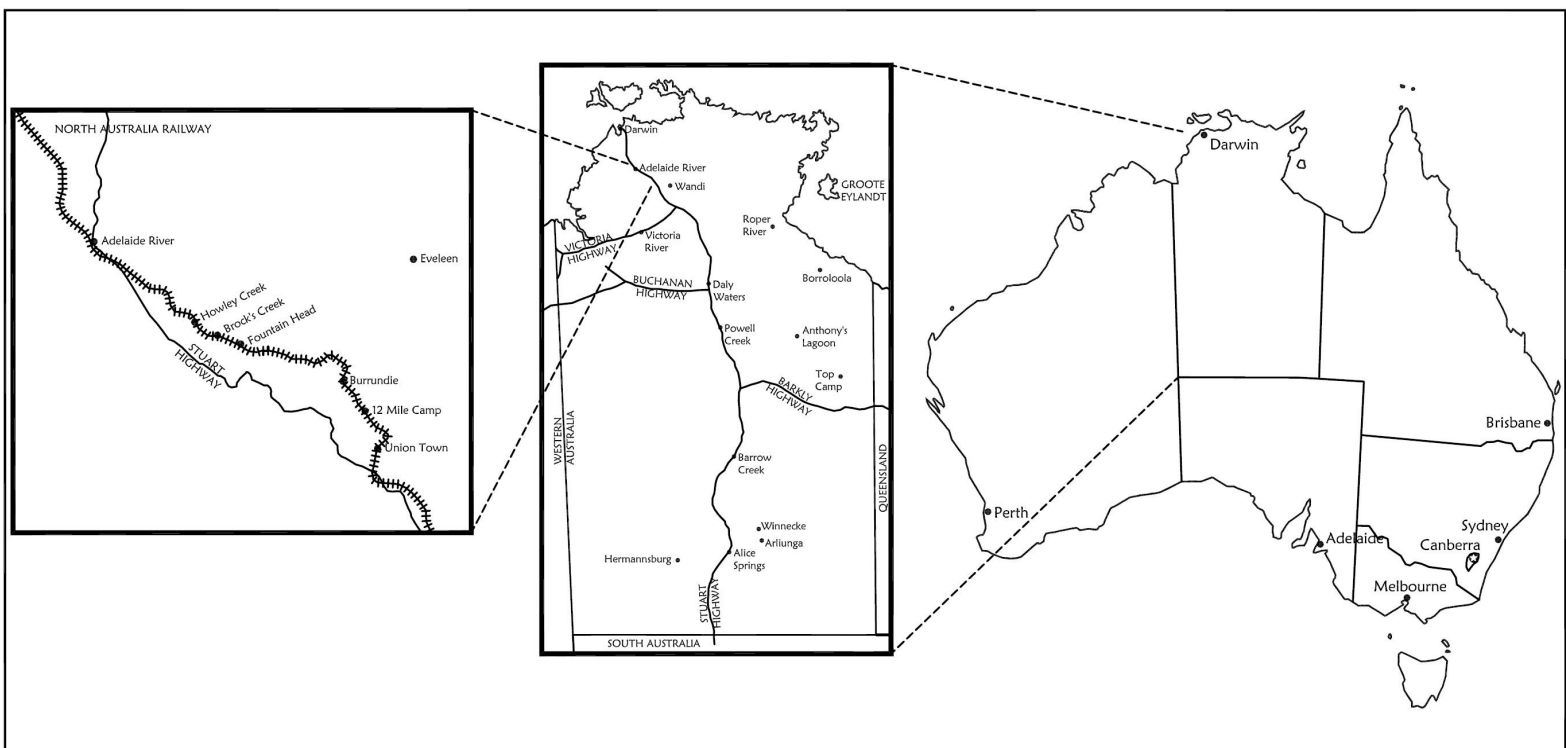 NORTH AUSTRALIA RAILWAY
Adelaide River
Eveleen
Howley Creek
Brock's Creek
Fountain Head
STUART
HIGHWAY
Burrundie
12 Mile Camp
Union Town
Darwin
Adelaide River
Wandi
GROOTE
EYLANDT
Roper
River
VICTORIA
HIGHWAY
Victoria
River
BUCHANAN
HIGHWAY
Daly
Waters
Borroloola
Powell
Creek
Anthony's
Lagoon
Top
Camp
BARKLY
HIGHWAY
WESTERN
AUSTRALIA
Barrow
Creek
QUEENSLAND
Winnecke
Arliunga
Hermannsburg
Alice
Springs
STUART
HIGHWAY
SOUTH AUSTRALIA
Darwin
Brisbane
Perth
Adelaide
Sydney
Canberra
Melbourne